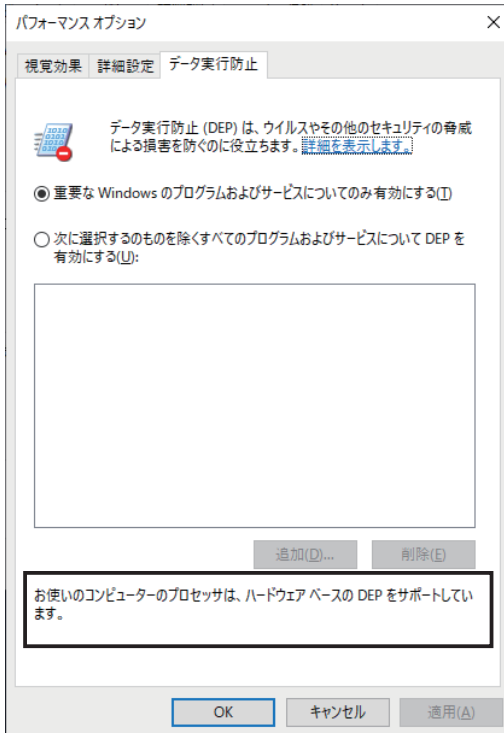 パフォーマンス オプション
視覚効果 詳細設定 データ実行防止
データ実行防止 (DEP) は、ウイルスやその他のセキュリティの脅威
による損害を防ぐのに役立ちます。詳細を表示します。
重要な Windows のプログラムおよびサービスについてのみ有効にする(T)
次に選択するのものを除くすべてのプログラムおよびサービスについて DEP を
有効にする(U):
追加(D)... 削除(E)
お使いのコンピューターのプロセッサは、ハードウェア ベースの DEP をサポートしてい
ます。
OK キャンセル 適用(A)